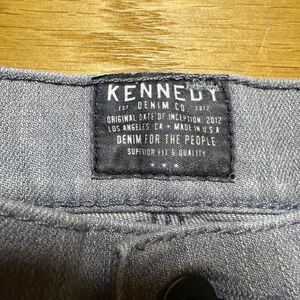 KENNEDY
EST DENIM CO 2012
ORIGINAL DATE OF INCEPTION, 2012
LOS ANGELES, CA • MADE IN U.S.A
DENIM FOR THE PEOPLE
SUPERIOR FIT & QUALITY